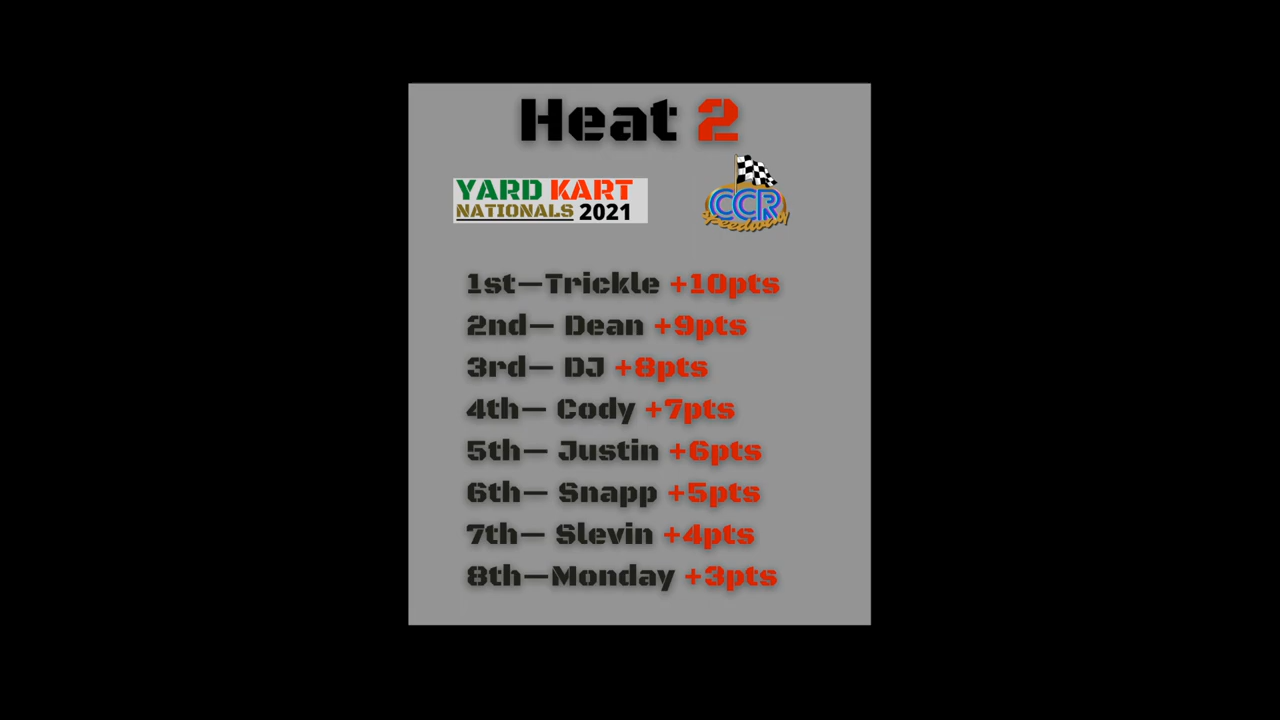 Heat 2
YARD KART
NATIONALS 2021
CCR
Speedway
1st—Trickle +10pts
2nd— Dean +9pts
3rd— DJ +8pts
4th— Cody +7pts
5th— Justin +6pts
6th— Snapp +5pts
7th— Slevin +4pts
8th—Monday +3pts